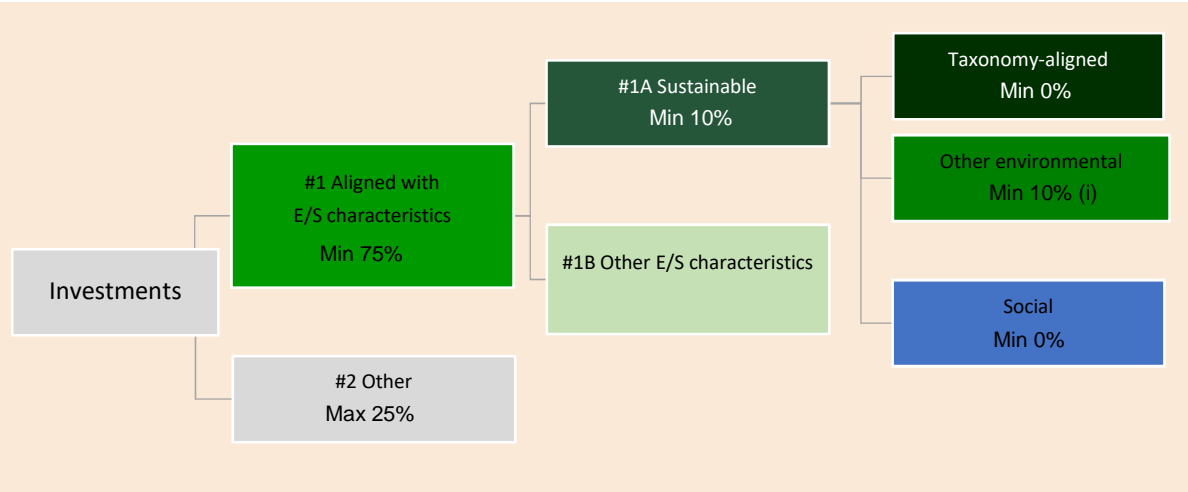 Investments
#1 Aligned with
E/S characteristics
Min 75%
#2 Other
Max 25%
#1A Sustainable
Min 10%
#1B Other E/S characteristics
Taxonomy-aligned
Min 0%
Other environmental
Min 10% (i)
Social
Min 0%